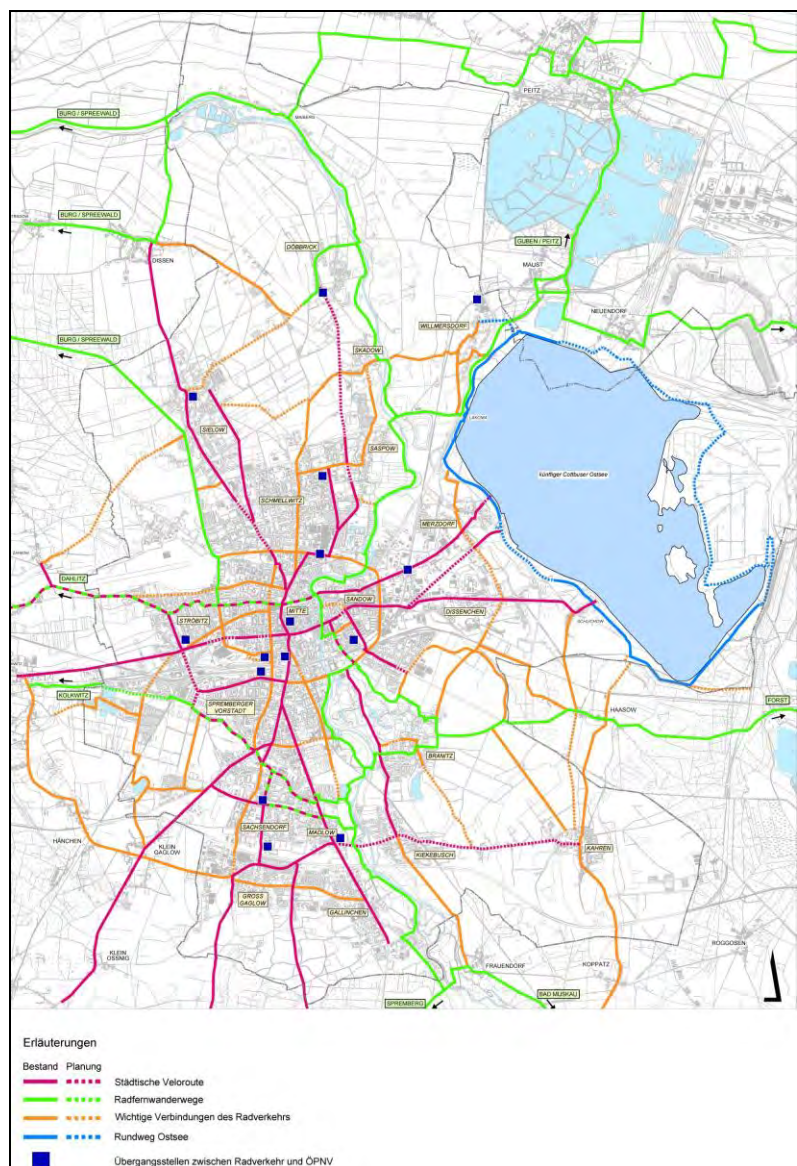 PEITZ
BURG / SPREEWALD
BURG / SPREEWALD
DISSEN
DÖBBRICK
GUBEN / PEITZ
MAUST
WILLMERSDORF
NEUENDORF
BURG / SPREEWALD
SKADOW
SIELOW
SASPOW
LAKOMA
künftiger Cottbuser Ostsee
SCHMELLWITZ
MERZDORF
DAHLITZ
STRÖBITZ
MITTE
SANDOW
DISSENCHEN
SCHLICHOW
KOLKWITZ
SPREMBERGER
VORSTADT
HAASOW
FORST
BRANITZ
SACHSENDORF
MADLOW
HÄNCHEN
KLEIN
GAGLOW
KIEKEBUSCH
KAHREN
GROSS
GAGLOW
GALLINCHEN
KLEIN
OSSNIG
FRAUENDORF
KOPPATZ
ROGGOSEN
SPREMBERG
BAD MUSKAU
Erläuterungen
Bestand Planung
Städtische Veloroute
Radfernwanderwege
Wichtige Verbindungen des Radverkehrs
Rundweg Ostsee
Übergangsstellen zwischen Radverkehr und ÖPNV